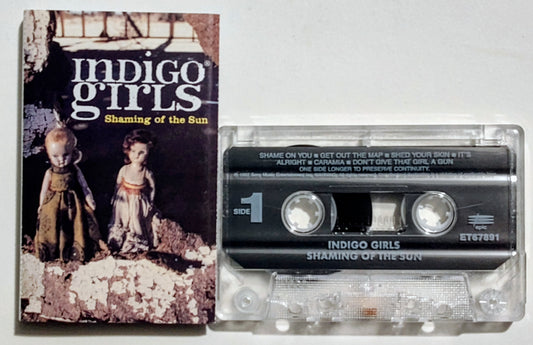 INDIGO
GIRLS®
Shaming of the Sun
SHAME ON YOU ■ GET OUT THE MAP ■ SHED YOUR SKIN ■ IT'S
ALRIGHT ■ CARAMIA ■ DON'T GIVE THAT GIRL A GUN
ONE SIDE LONGER TO PRESERVE CONTINUITY.
SIDE 1
epic
ET67891
INDIGO GIRLS
SHAMING OF THE SUN